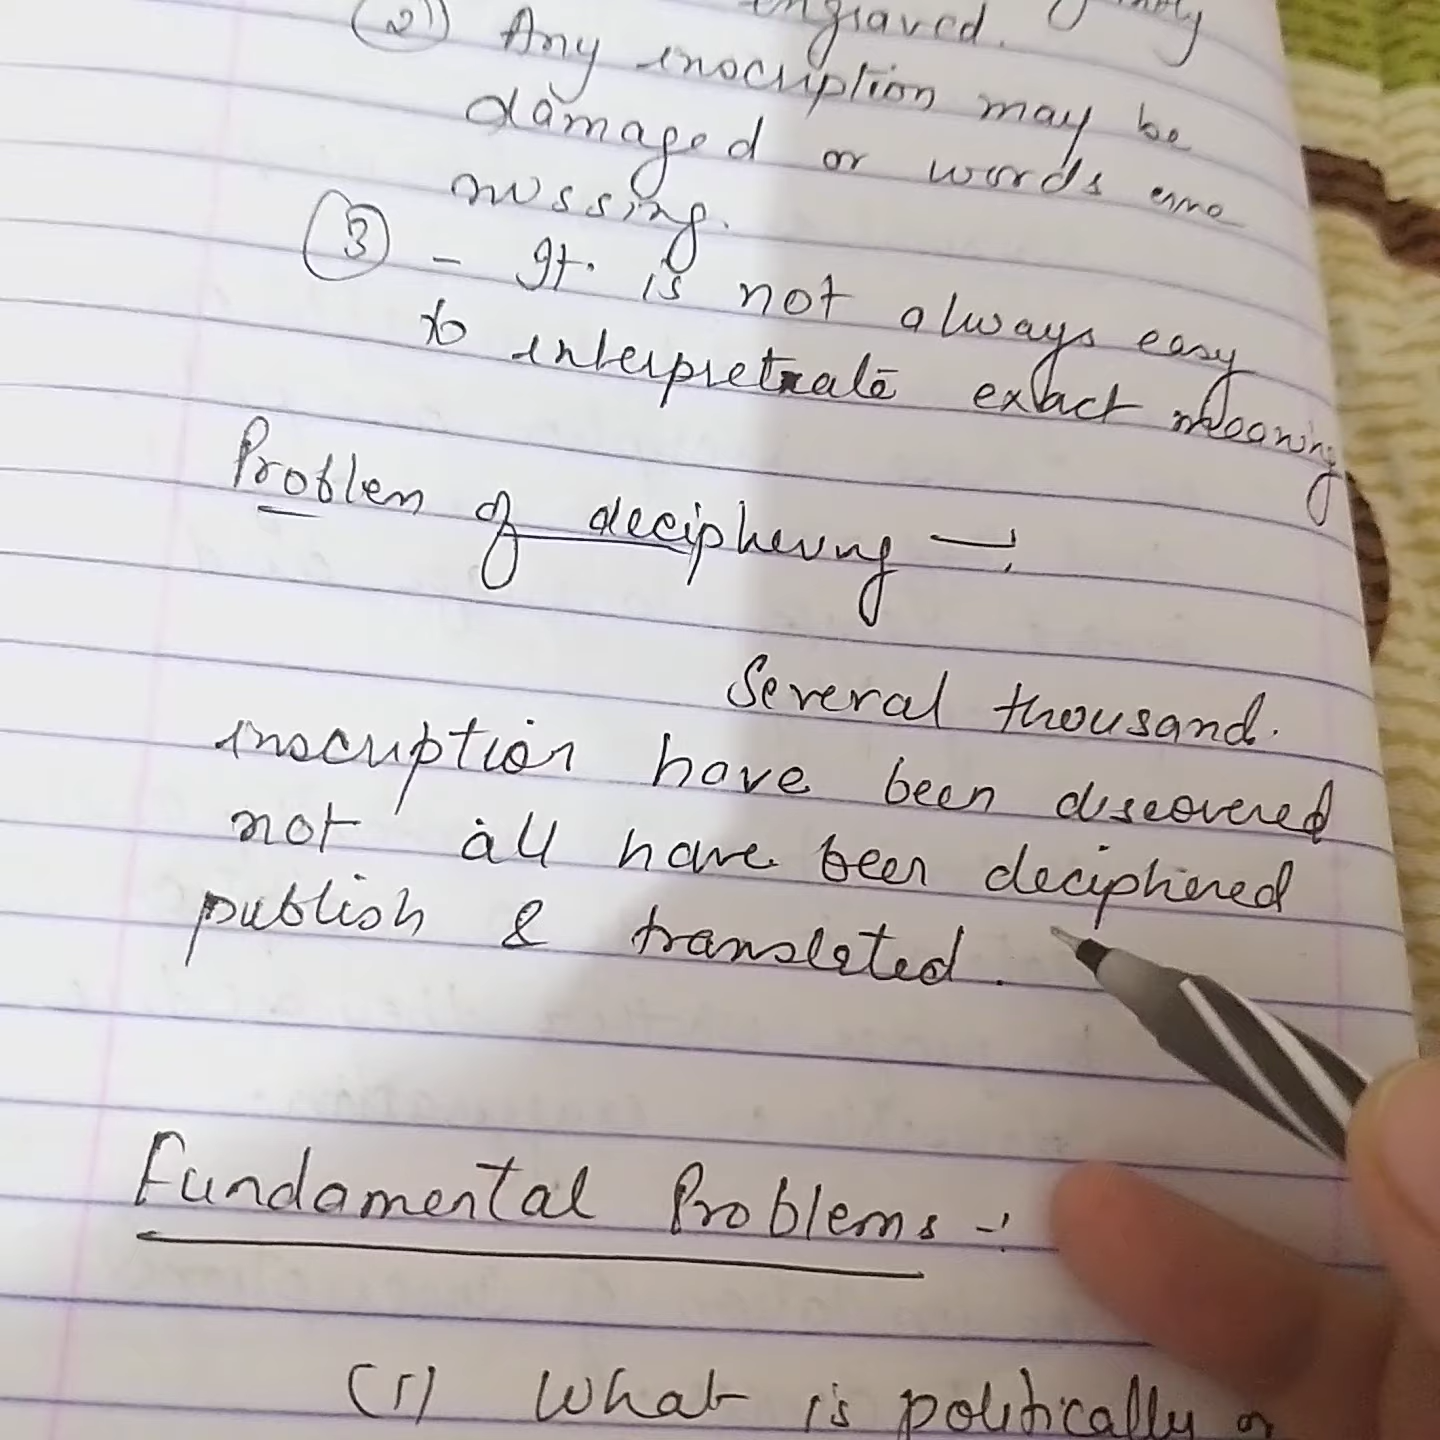 engraved.
(2) Any inscription may be
damaged or words are
missing.
(3) - It is not always easy
to interpretrate exact meaning
Problem of deciphering -:
Several thousand.
inscription have been discovered
not all have been deciphered
publish & translated.
Fundamental Problems -:
(1) What is politically or